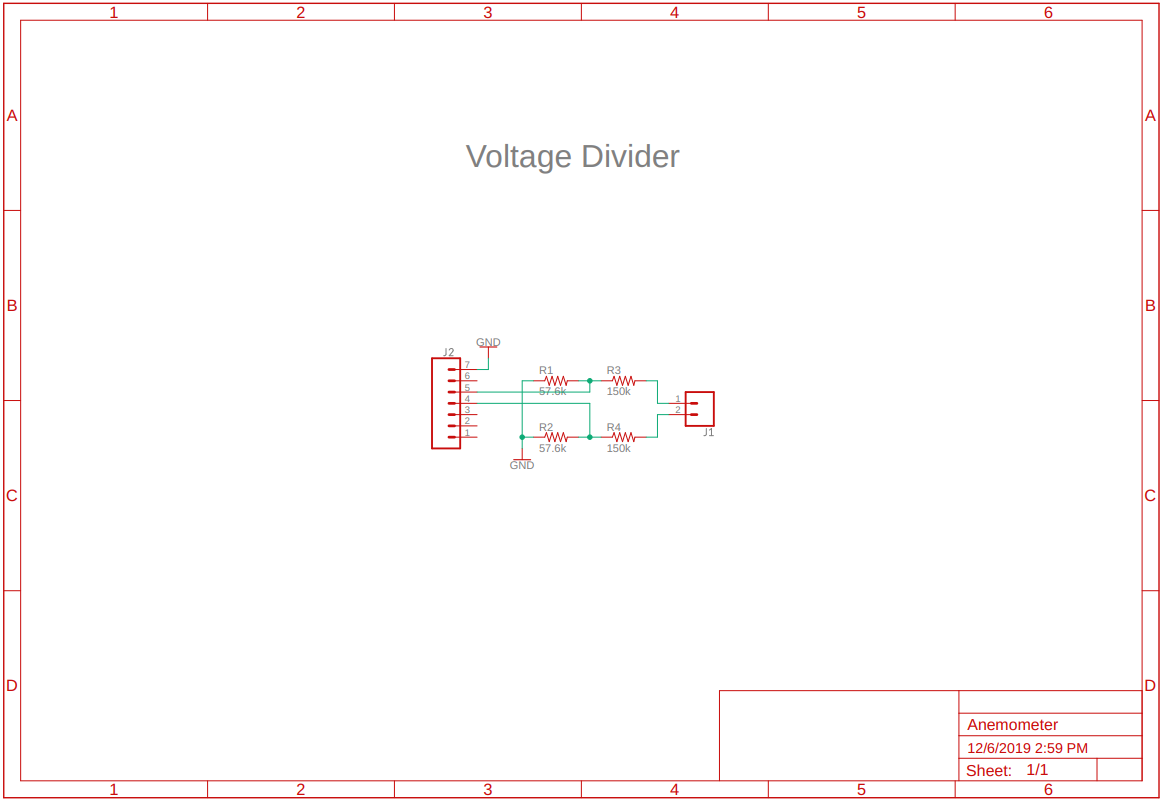 1 2 3 4 5 6
A A
Voltage Divider
B B
GND
J2
7
6
5
4
3
2
1
R1 R3
57.6k 150k
1
2
J1
R2 R4
57.6k 150k
GND
C C
D D
Anemometer
12/6/2019 2:59 PM
Sheet: 1/1
1 2 3 4 5 6